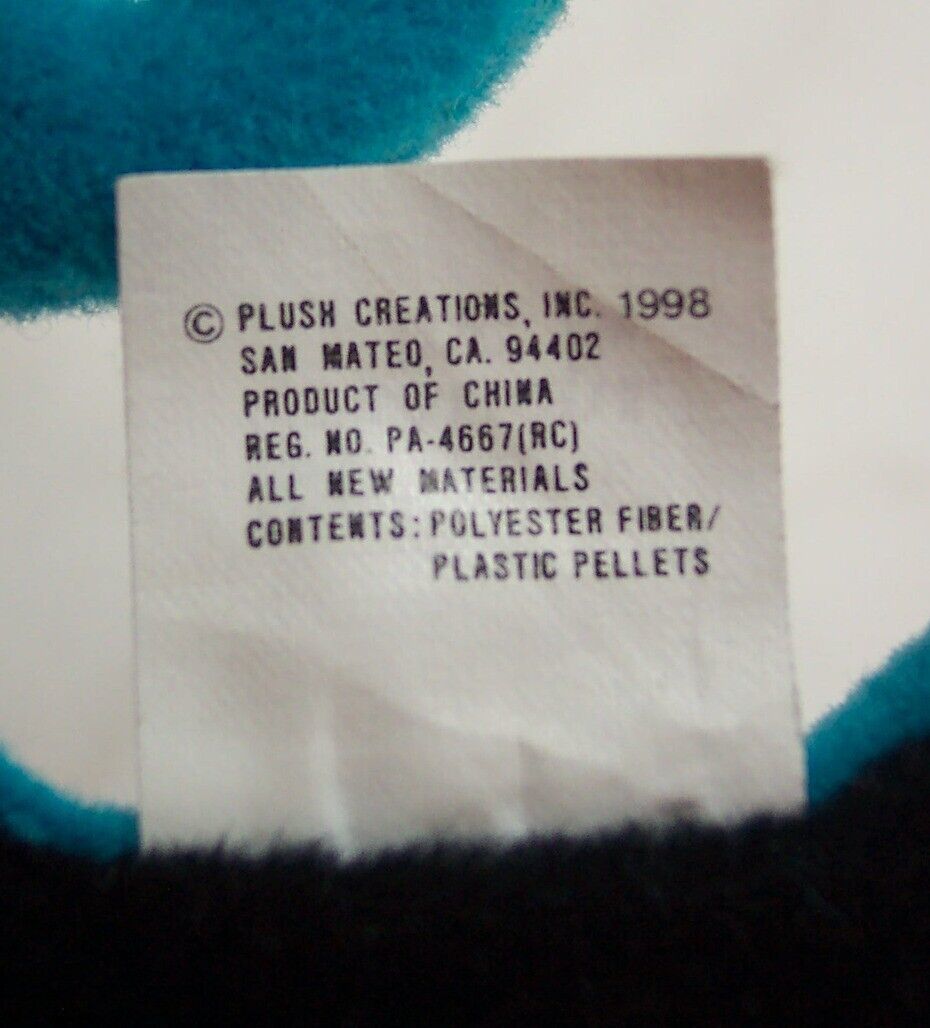 © PLUSH CREATIONS, INC. 1998
SAN MATEO, CA. 94402
PRODUCT OF CHINA
REG. NO. PA-4667(RC)
ALL NEW MATERIALS
CONTENTS: POLYESTER FIBER/
PLASTIC PELLETS